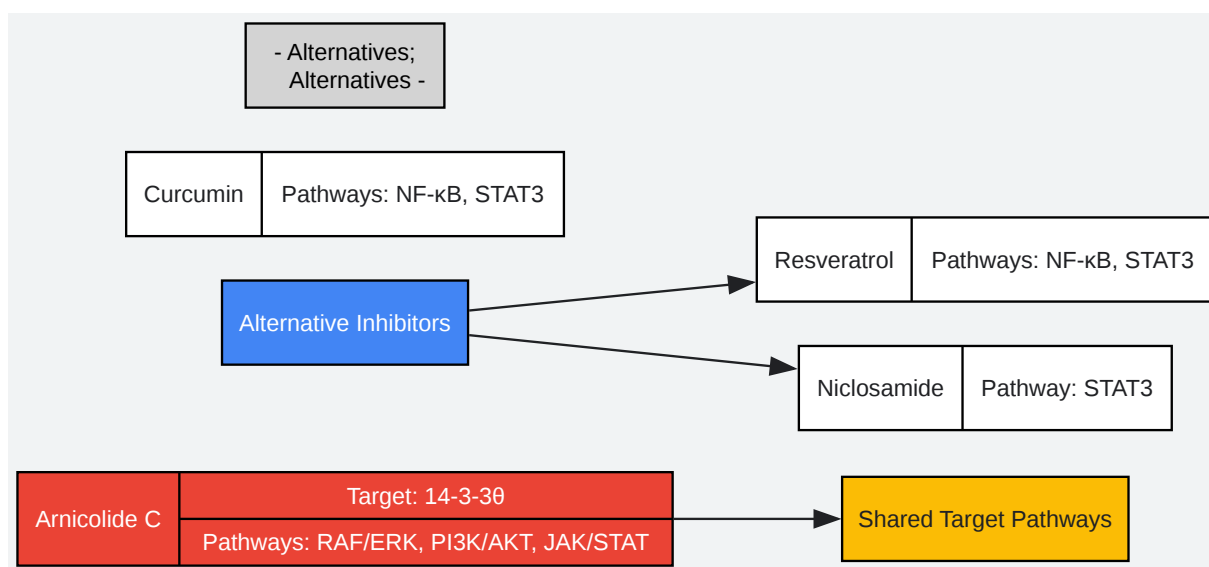 - Alternatives;
Alternatives -
Curcumin
Pathways: NF-κB, STAT3
Resveratrol
Pathways: NF-κB, STAT3
Alternative Inhibitors
Niclosamide
Pathway: STAT3
Arnicolide C
Target: 14-3-3θ
Pathways: RAF/ERK, PI3K/AKT, JAK/STAT
Shared Target Pathways